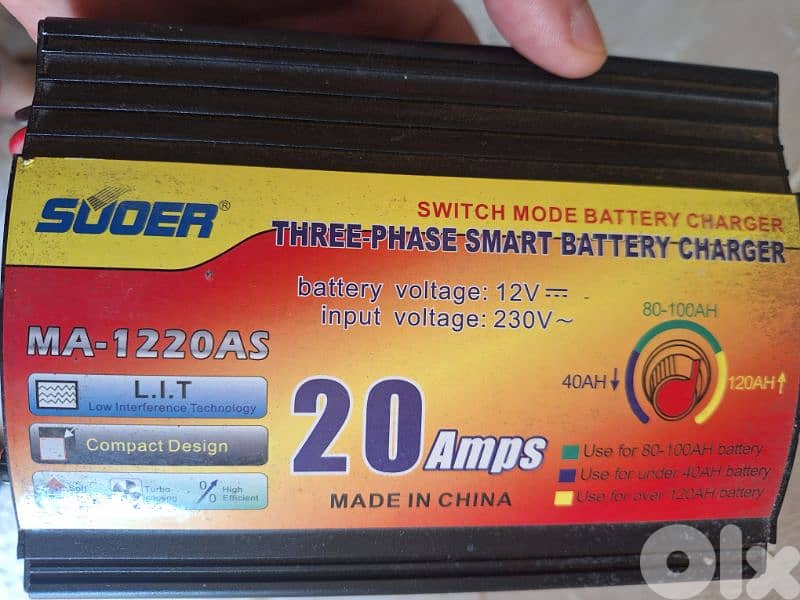 SUOER®
SWITCH MODE BATTERY CHARGER
THREE-PHASE SMART BATTERY CHARGER
battery voltage: 12V⎓
input voltage: 230V~
MA-1220AS
80-100AH
40AH↓
120AH↑
L.I.T
Low Interference Technology
Compact Design
Soft
Turbo
High
Efficient
20 Amps
MADE IN CHINA
Use for 80-100AH battery
Use for under 40AH battery
Use for over 120AH battery
Olx